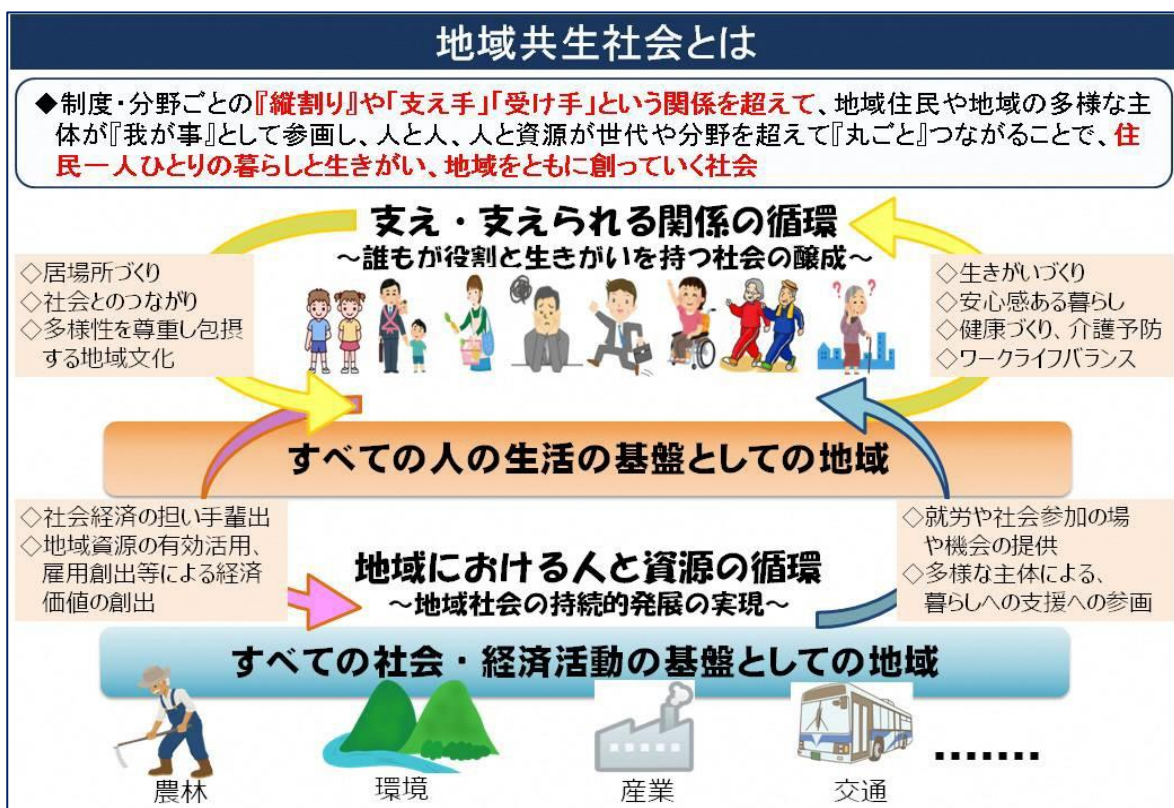 地域共生社会とは
◆制度・分野ごとの『縦割り』や「支え手」「受け手」という関係を超えて、地域住民や地域の多様な主
体が『我が事』として参画し、人と人、人と資源が世代や分野を超えて『丸ごと』つながることで、住
民一人ひとりの暮らしと生きがい、地域をともに創っていく社会
支え・支えられる関係の循環
～誰もが役割と生きがいを持つ社会の醸成～
◇居場所づくり
◇社会とのつながり
◇多様性を尊重し包摂
する地域文化
◇生きがいづくり
◇安心感ある暮らし
◇健康づくり、介護予防
◇ワークライフバランス
すべての人の生活の基盤としての地域
◇社会経済の担い手輩出
◇地域資源の有効活用、
雇用創出等による経済
価値の創出
地域における人と資源の循環
～地域社会の持続的発展の実現～
◇就労や社会参加の場
や機会の提供
◇多様な主体による、
暮らしへの支援への参画
すべての社会・経済活動の基盤としての地域
農林
環境
産業
交通
・・・・・・・